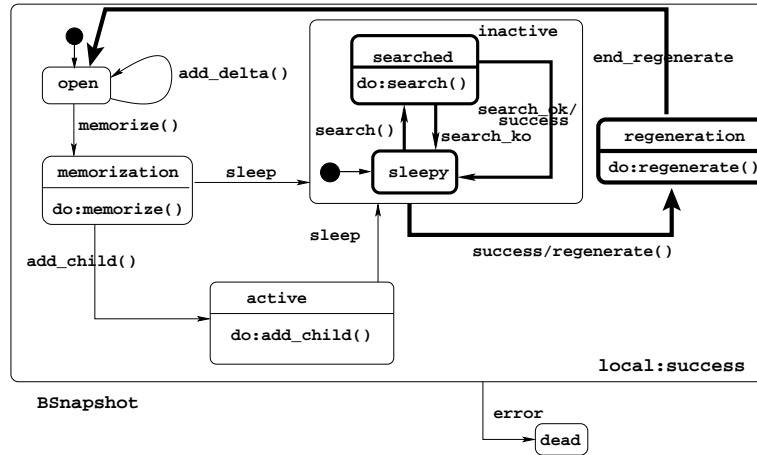 inactive
searched
do:search()
end_regenerate
open
add_delta()
search_ok/
success
memorize()
search()
search_ko
regeneration
do:regenerate()
memorization
do:memorize()
sleep
sleepy
sleep
success/regenerate()
add_child()
active
do:add_child()
local:success
BSnapshot
error
dead